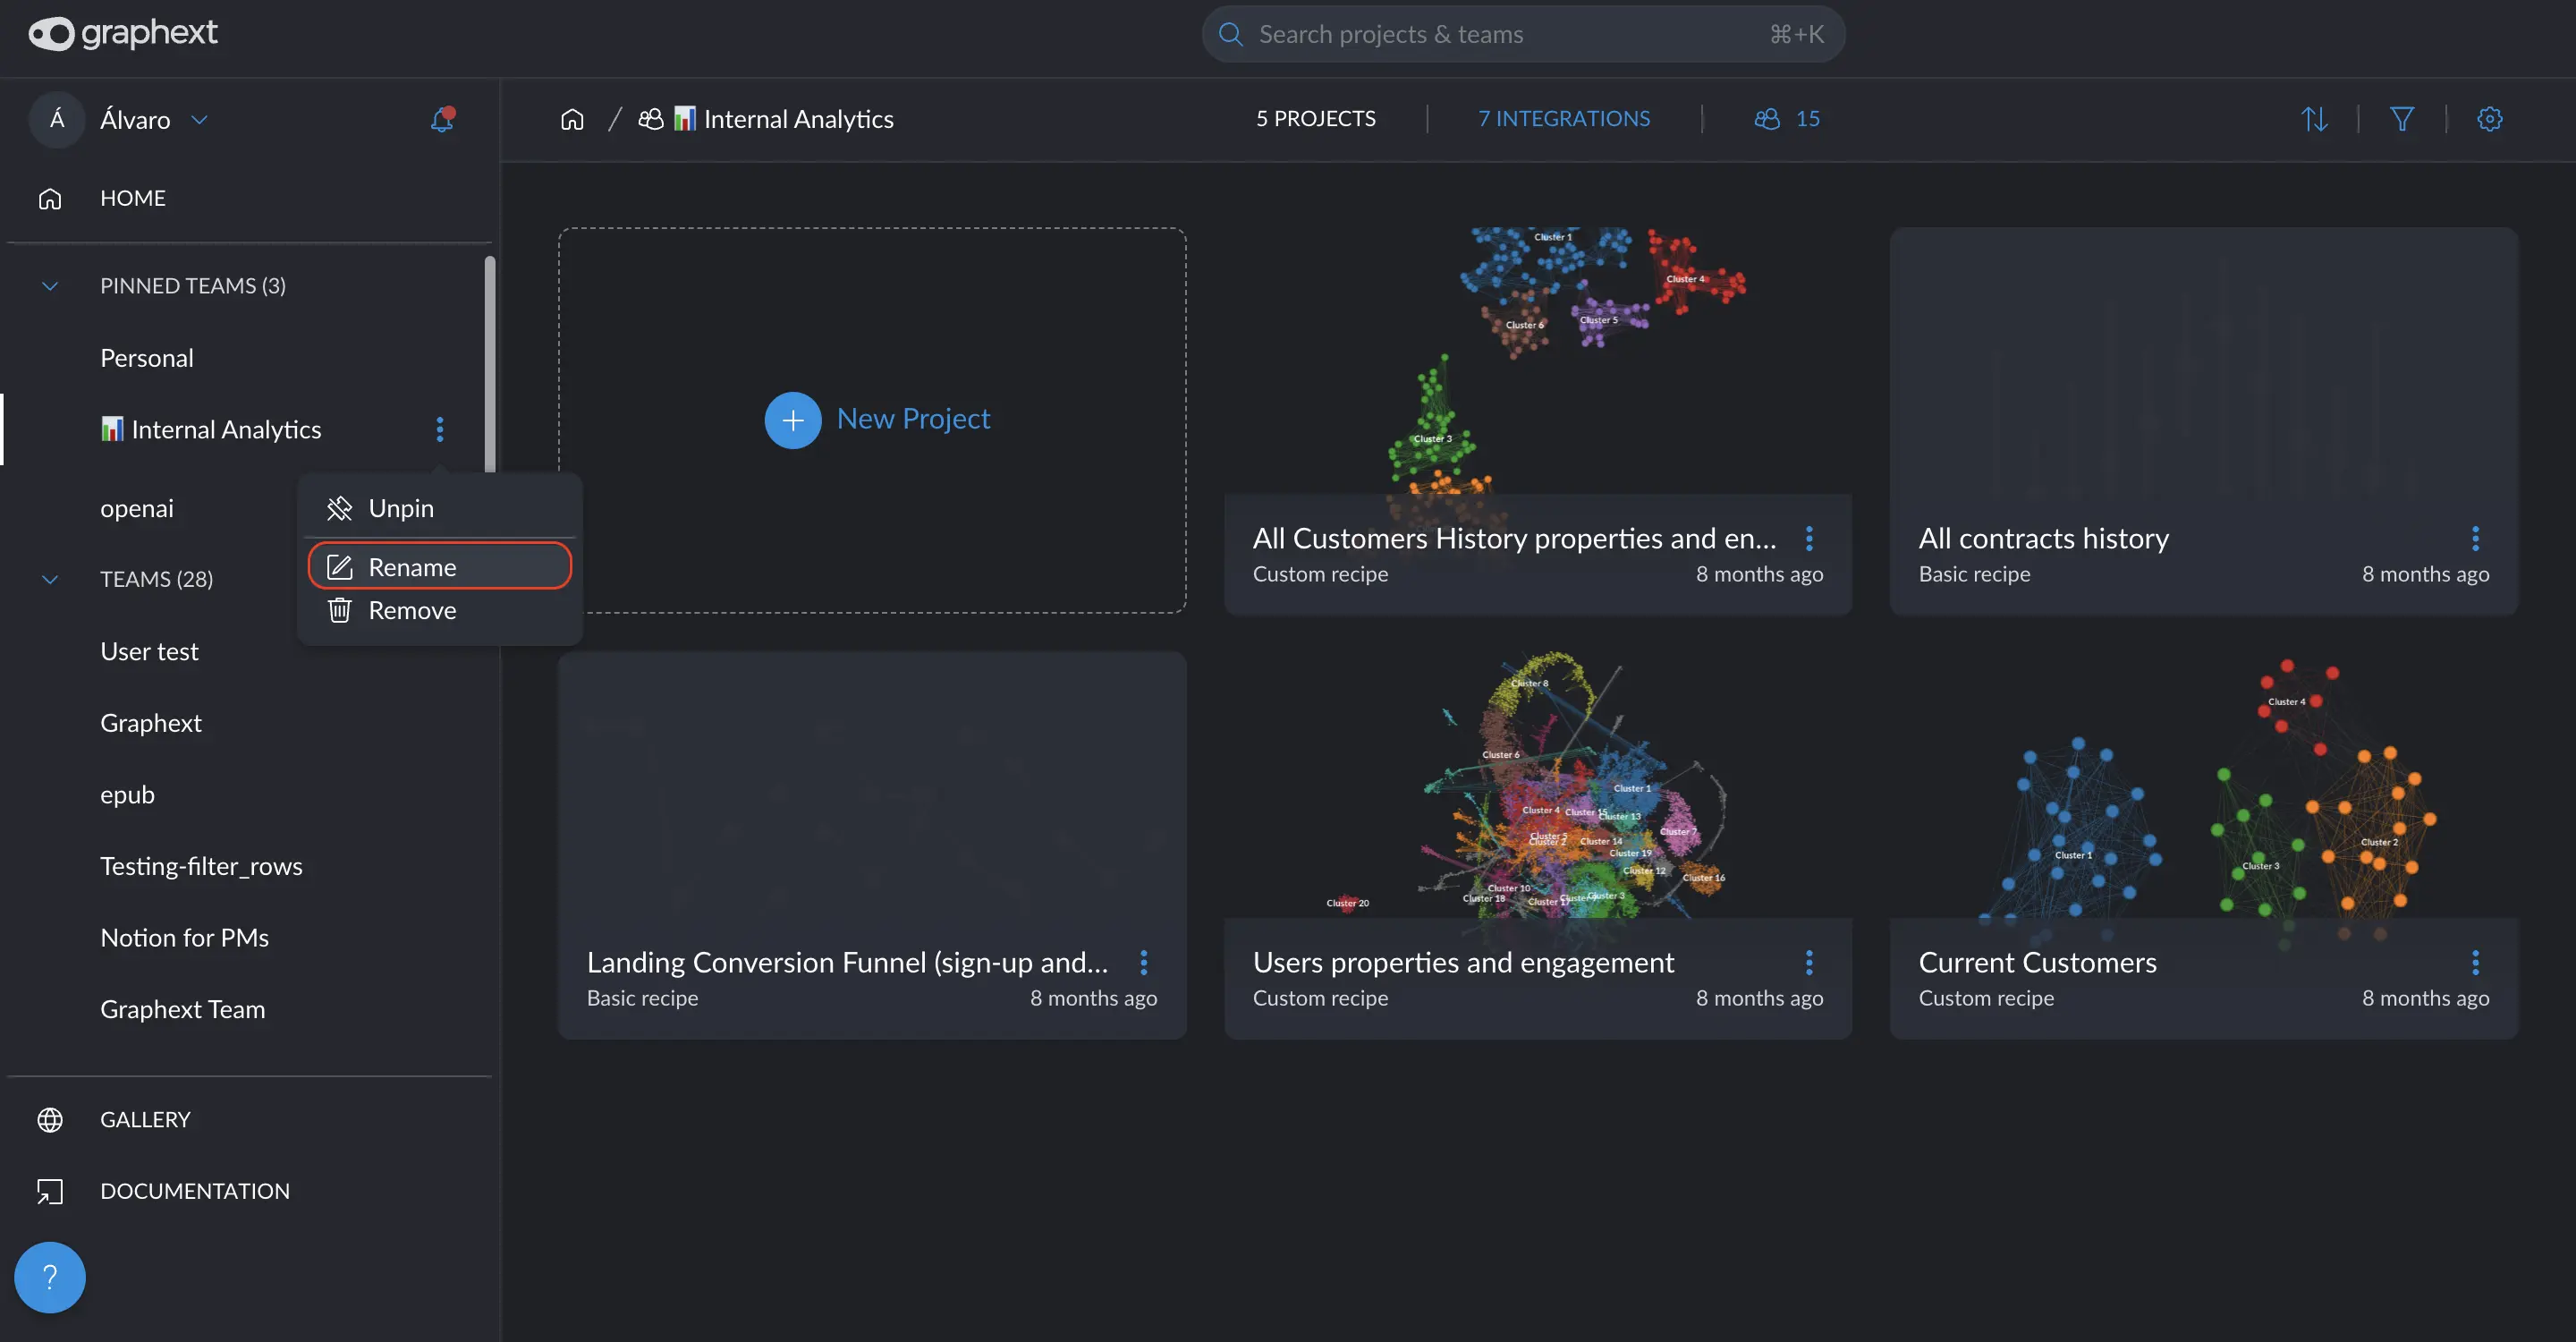 graphext
Search projects & teams ⌘+K
Á Álvaro
HOME
PINNED TEAMS (3)
Personal
Internal Analytics
openai
Unpin
Rename
Remove
TEAMS (28)
User test
Graphext
epub
Testing-filter_rows
Notion for PMs
Graphext Team
GALLERY
DOCUMENTATION
?
/ Internal Analytics
5 PROJECTS | 7 INTEGRATIONS | 15
New Project
Cluster 1
Cluster 4
Cluster 5
Cluster 6
Cluster 3
All Customers History properties and en...
Custom recipe 8 months ago
All contracts history
Basic recipe 8 months ago
Landing Conversion Funnel (sign-up and...
Basic recipe 8 months ago
Cluster 8
Cluster 6
Cluster 1
Cluster 4
Cluster 15
Cluster 13
Cluster 7
Cluster 5
Cluster 2
Cluster 14
Cluster 19
Cluster 12
Cluster 16
Cluster 10
Cluster 18
Cluster 3
Cluster 20
Users properties and engagement
Custom recipe 8 months ago
Cluster 4
Cluster 2
Cluster 1
Cluster 3
Current Customers
Custom recipe 8 months ago